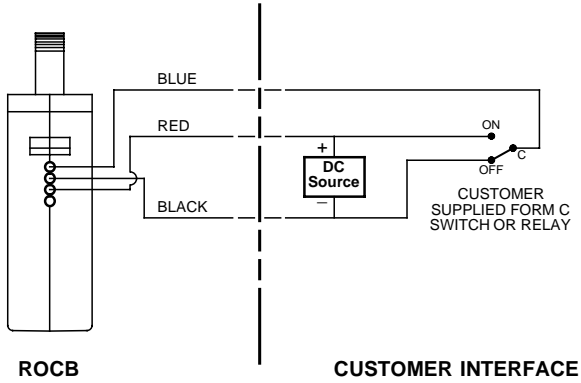 BLUE
RED
ON
+
DC
Source
C
OFF
–
BLACK
CUSTOMER
SUPPLIED FORM C
SWITCH OR RELAY
ROCB
CUSTOMER INTERFACE